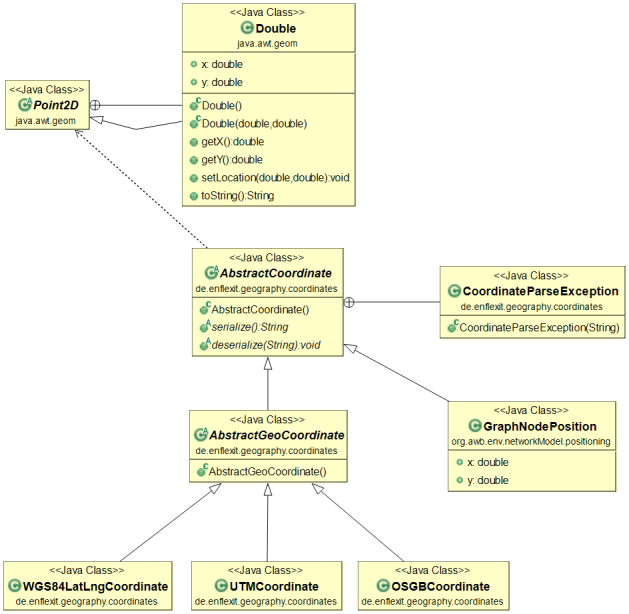 <<Java Class>>
Double
java.awt.geom
x: double
y: double
Double()
Double(double,double)
getX():double
getY():double
setLocation(double,double):void
toString():String
<<Java Class>>
Point2D
java.awt.geom
<<Java Class>>
AbstractCoordinate
de.enflexit.geography.coordinates
AbstractCoordinate()
serialize():String
deserialize(String):void
<<Java Class>>
CoordinateParseException
de.enflexit.geography.coordinates
CoordinateParseException(String)
<<Java Class>>
AbstractGeoCoordinate
de.enflexit.geography.coordinates
AbstractGeoCoordinate()
<<Java Class>>
GraphNodePosition
org.awb.env.networkModel.positioning
x: double
y: double
<<Java Class>>
WGS84LatLngCoordinate
de.enflexit.geography.coordinates
<<Java Class>>
UTMCoordinate
de.enflexit.geography.coordinates
<<Java Class>>
OSGBCoordinate
de.enflexit.geography.coordinates